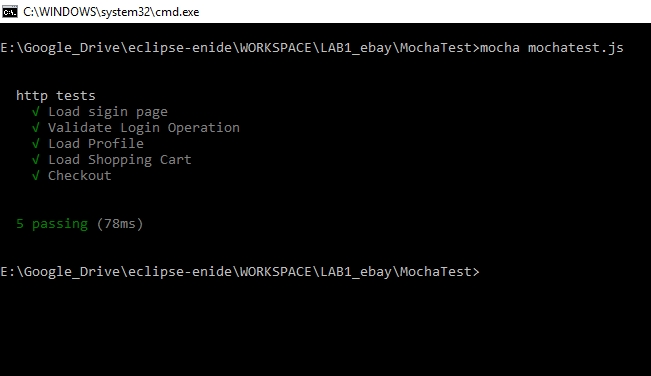 C:\WINDOWS\system32\cmd.exe
E:\Google_Drive\eclipse-enide\WORKSPACE\LAB1_ebay\MochaTest>mocha mochatest.js
http tests
√ Load sigin page
√ Validate Login Operation
√ Load Profile
√ Load Shopping Cart
√ Checkout
5 passing (78ms)
E:\Google_Drive\eclipse-enide\WORKSPACE\LAB1_ebay\MochaTest>